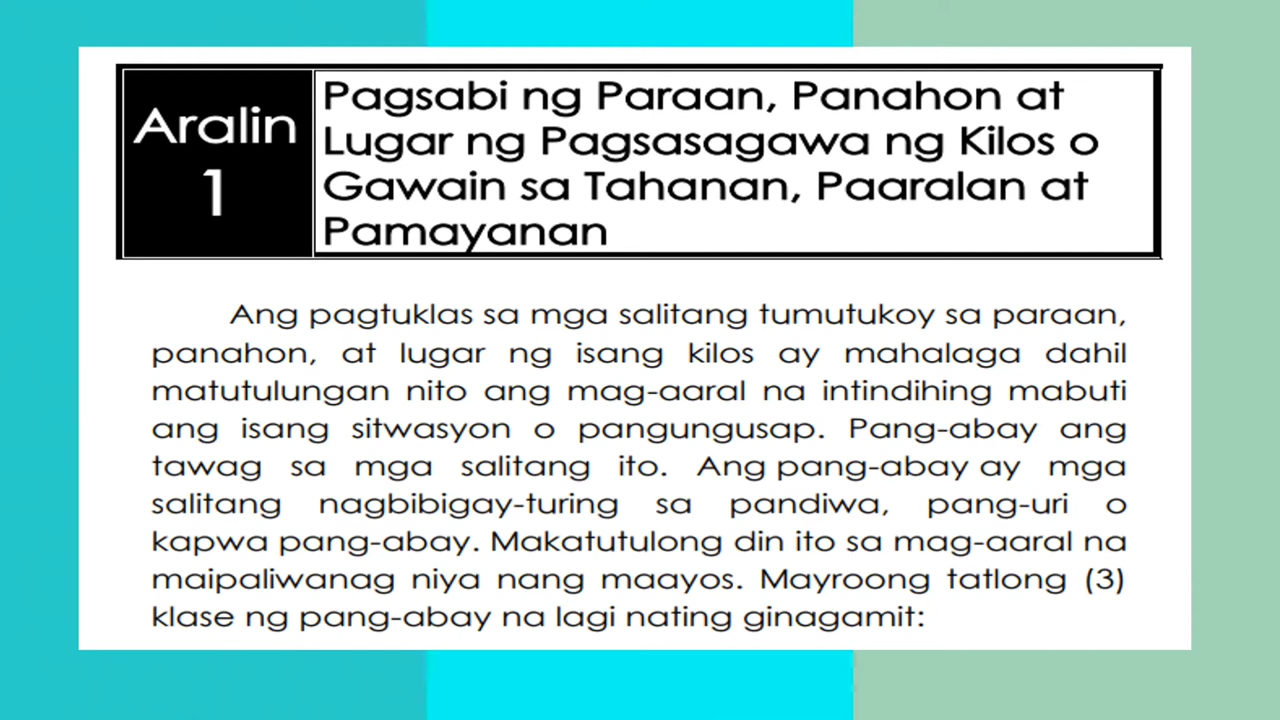 Aralin
1
Pagsabi ng Paraan, Panahon at
Lugar ng Pagsasagawa ng Kilos o
Gawain sa Tahanan, Paaralan at
Pamayanan
Ang pagtuklas sa mga salitang tumutukoy sa paraan,
panahon, at lugar ng isang kilos ay mahalaga dahil
matutulungan nito ang mag-aaral na intindihing mabuti
ang isang sitwasyon o pangungusap. Pang-abay ang
tawag sa mga salitang ito. Ang pang-abay ay mga
salitang nagbibigay-turing sa pandiwa, pang-uri o
kapwa pang-abay. Makatutulong din ito sa mag-aaral na
maipaliwanag niya nang maayos. Mayroong tatlong (3)
klase ng pang-abay na lagi nating ginagamit: